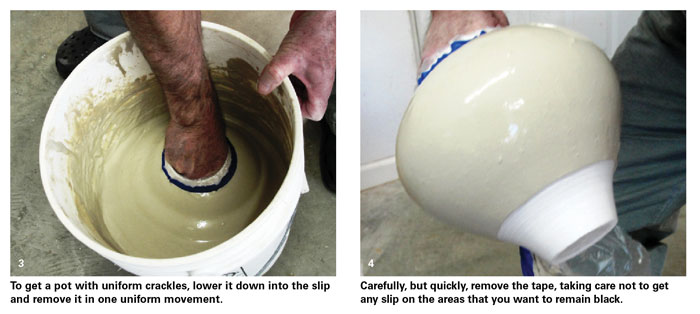 3
To get a pot with uniform crackles, lower it down into the slip
and remove it in one uniform movement.
4
Carefully, but quickly, remove the tape, taking care not to get
any slip on the areas that you want to remain black.